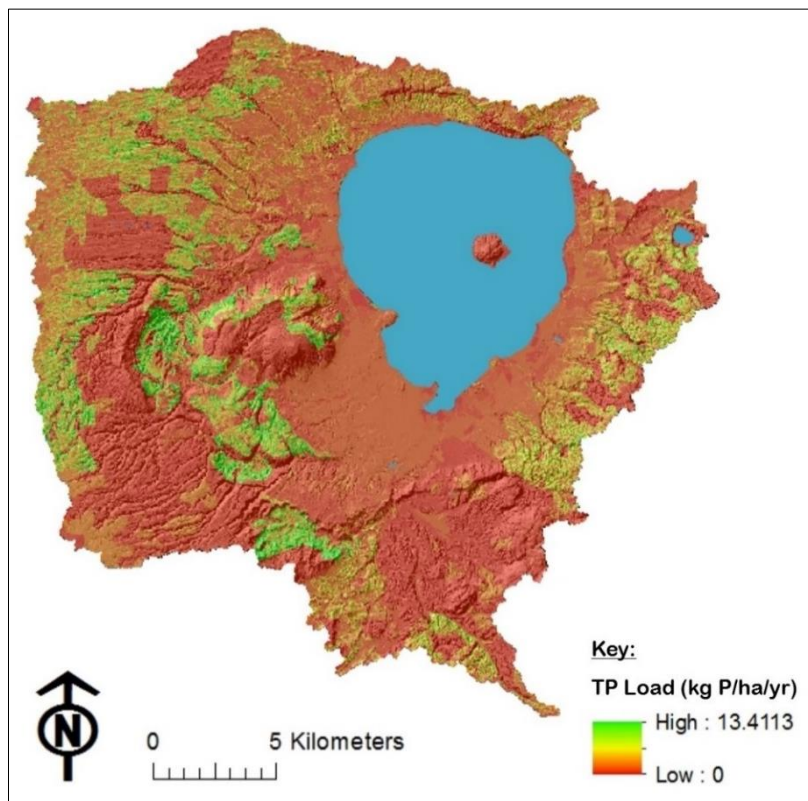 Key:
TP Load (kg P/ha/yr)
High : 13.4113
Low : 0
N
0 5 Kilometers